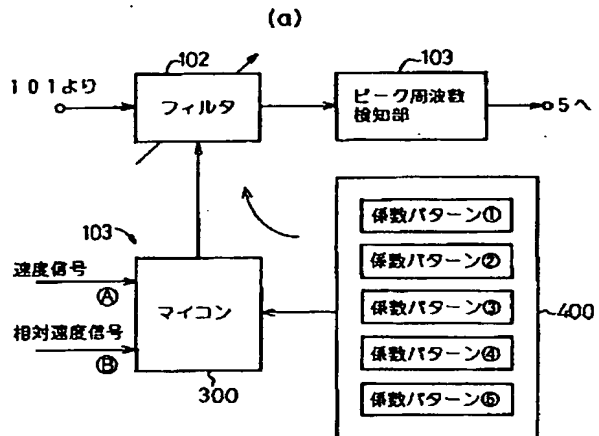 (a)
102
103
101より
フィルタ
ピーク周波数
検知部
5へ
103
速度信号
Ⓐ
マイコン
相対速度信号
Ⓑ
300
係数パターン①
係数パターン②
係数パターン③
係数パターン④
係数パターン⑤
400